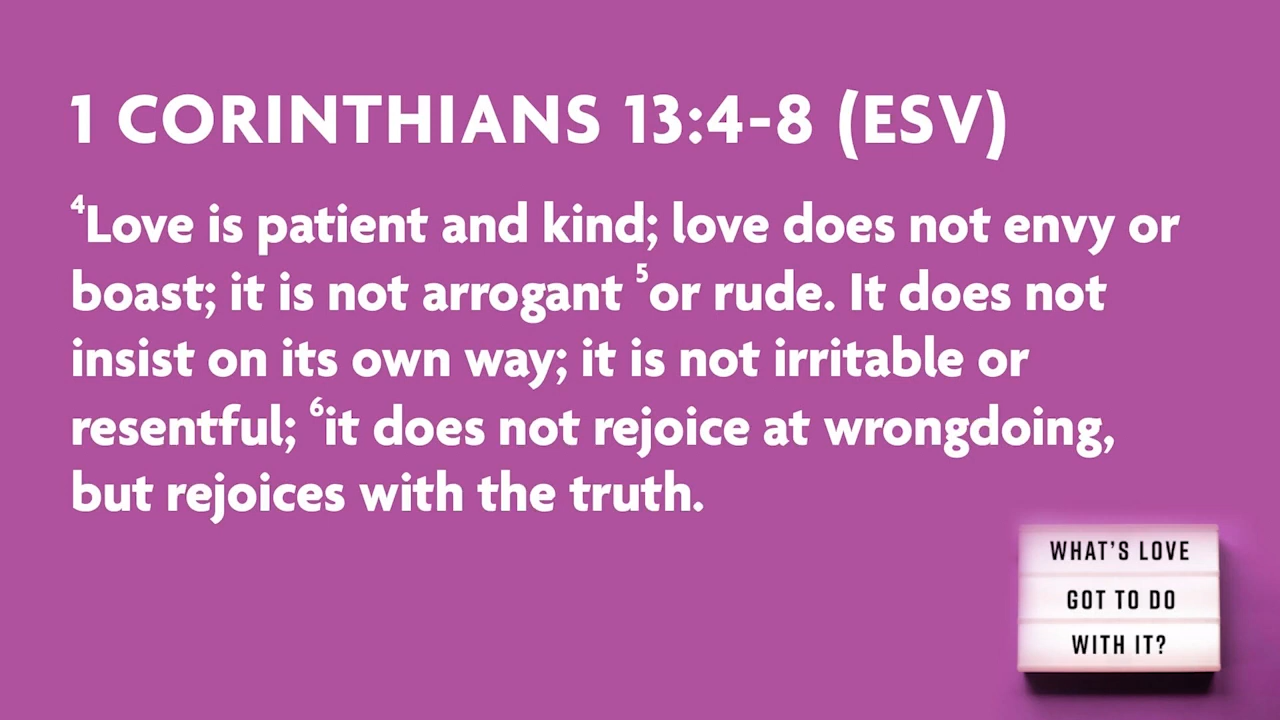 1 CORINTHIANS 13:4-8 (ESV)
⁴Love is patient and kind; love does not envy or
boast; it is not arrogant ⁵or rude. It does not
insist on its own way; it is not irritable or
resentful; ⁶it does not rejoice at wrongdoing,
but rejoices with the truth.
WHAT'S LOVE
GOT TO DO
WITH IT?